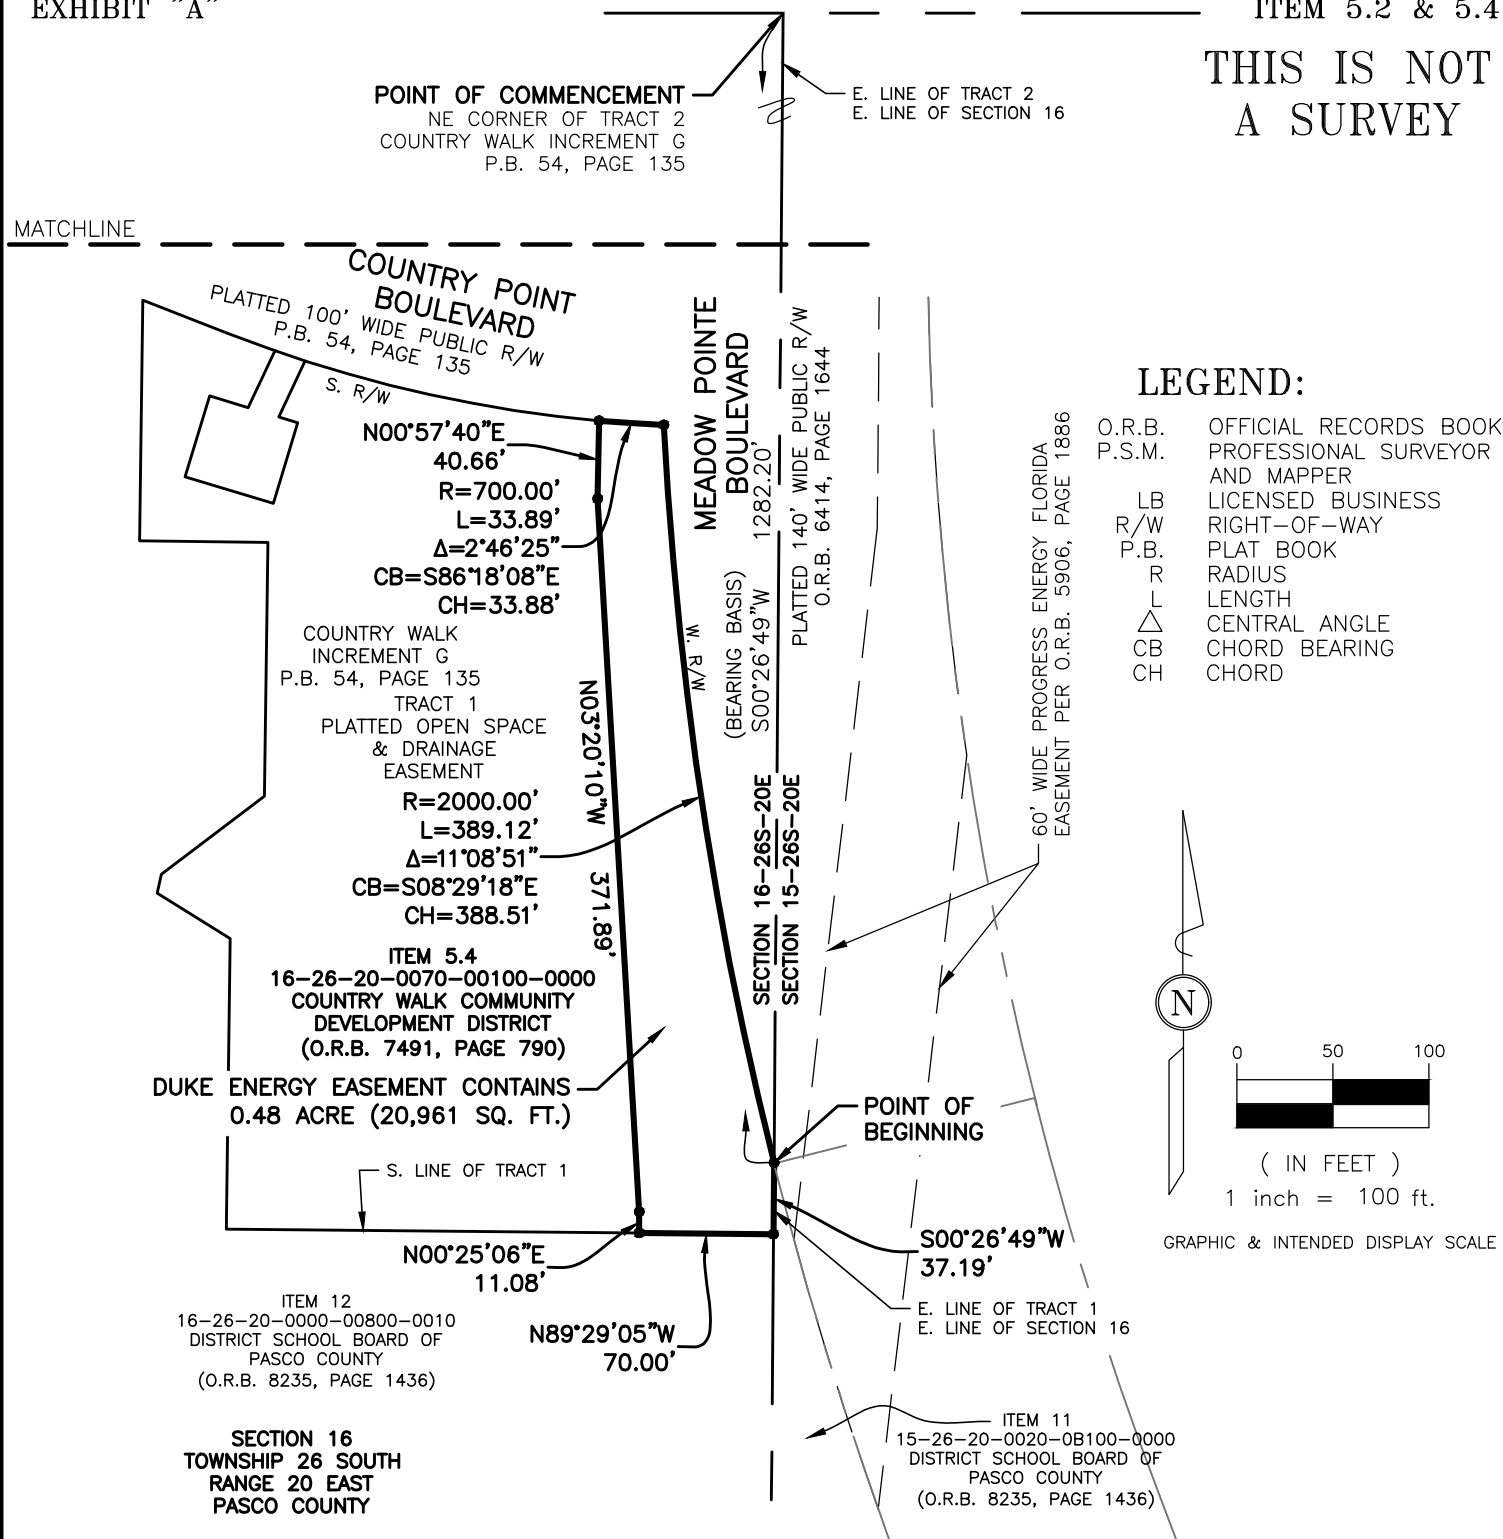 EXHIBIT "A"
ITEM 5.2 & 5.4
THIS IS NOT
A SURVEY
POINT OF COMMENCEMENT
NE CORNER OF TRACT 2
COUNTRY WALK INCREMENT G
P.B. 54, PAGE 135
E. LINE OF TRACT 2
E. LINE OF SECTION 16
MATCHLINE
COUNTRY POINT
BOULEVARD
PLATTED 100' WIDE PUBLIC R/W
P.B. 54, PAGE 135
S. R/W
MEADOW POINTE
BOULEVARD
(BEARING BASIS)
S00°26'49"W 1282.20'
PLATTED 140' WIDE PUBLIC R/W
O.R.B. 6414, PAGE 1644
W. R/W
60' WIDE PROGRESS ENERGY FLORIDA
EASEMENT PER O.R.B. 5906, PAGE 1886
LEGEND:
O.R.B. OFFICIAL RECORDS BOOK
P.S.M. PROFESSIONAL SURVEYOR
AND MAPPER
LB LICENSED BUSINESS
R/W RIGHT-OF-WAY
P.B. PLAT BOOK
R RADIUS
L LENGTH
△ CENTRAL ANGLE
CB CHORD BEARING
CH CHORD
N00°57'40"E
40.66'
R=700.00'
L=33.89'
Δ=2°46'25"
CB=S86°18'08"E
CH=33.88'
COUNTRY WALK
INCREMENT G
P.B. 54, PAGE 135
TRACT 1
PLATTED OPEN SPACE
& DRAINAGE
EASEMENT
R=2000.00'
L=389.12'
Δ=11°08'51"
CB=S08°29'18"E
CH=388.51'
N03°20'10"W 371.89'
SECTION 16-26S-20E
SECTION 15-26S-20E
ITEM 5.4
16-26-20-0070-00100-0000
COUNTRY WALK COMMUNITY
DEVELOPMENT DISTRICT
(O.R.B. 7491, PAGE 790)
DUKE ENERGY EASEMENT CONTAINS
0.48 ACRE (20,961 SQ. FT.)
POINT OF
BEGINNING
S. LINE OF TRACT 1
N00°25'06"E
11.08'
S00°26'49"W
37.19'
E. LINE OF TRACT 1
E. LINE OF SECTION 16
N89°29'05"W
70.00'
ITEM 12
16-26-20-0000-00800-0010
DISTRICT SCHOOL BOARD OF
PASCO COUNTY
(O.R.B. 8235, PAGE 1436)
SECTION 16
TOWNSHIP 26 SOUTH
RANGE 20 EAST
PASCO COUNTY
ITEM 11
15-26-20-0020-0B100-0000
DISTRICT SCHOOL BOARD OF
PASCO COUNTY
(O.R.B. 8235, PAGE 1436)
N
0 50 100
( IN FEET )
1 inch = 100 ft.
GRAPHIC & INTENDED DISPLAY SCALE